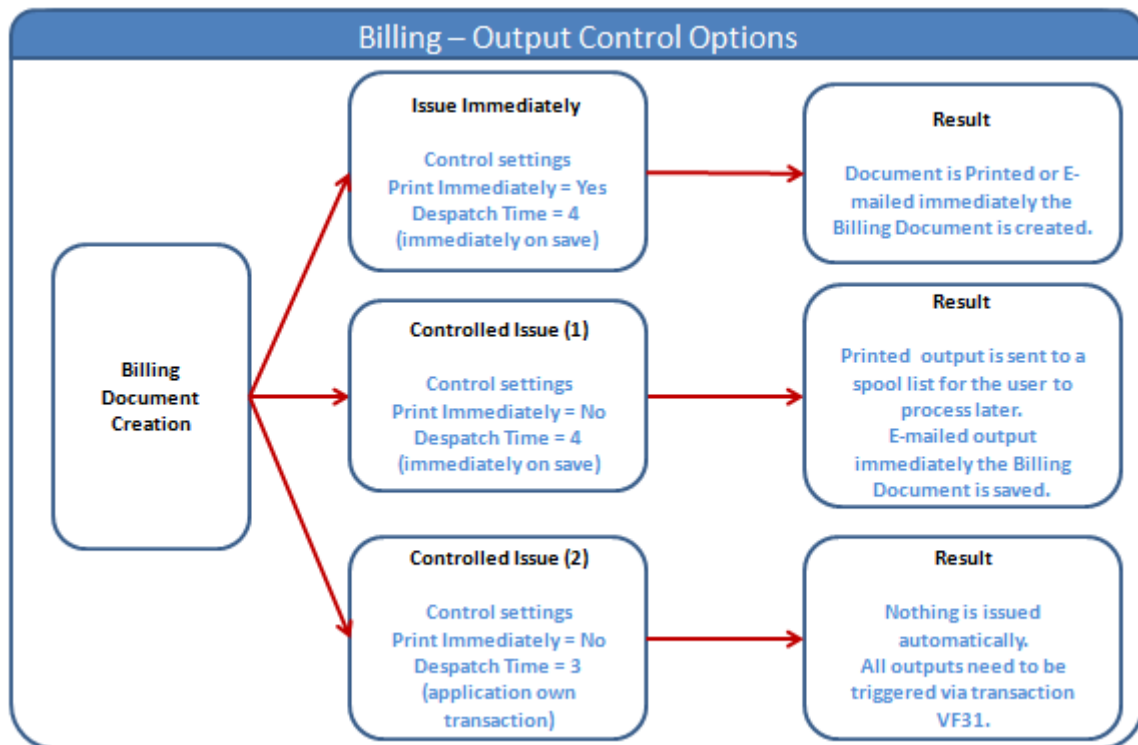 Billing – Output Control Options
Billing
Document
Creation
Issue Immediately
Control settings
Print Immediately = Yes
Despatch Time = 4
(immediately on save)
Result
Document is Printed or E-
mailed immediately the
Billing Document is created.
Controlled Issue (1)
Control settings
Print Immediately = No
Despatch Time = 4
(immediately on save)
Result
Printed output is sent to a
spool list for the user to
process later.
E-mailed output
immediately the Billing
Document is saved.
Controlled Issue (2)
Control settings
Print Immediately = No
Despatch Time = 3
(application own
transaction)
Result
Nothing is issued
automatically.
All outputs need to be
triggered via transaction
VF31.